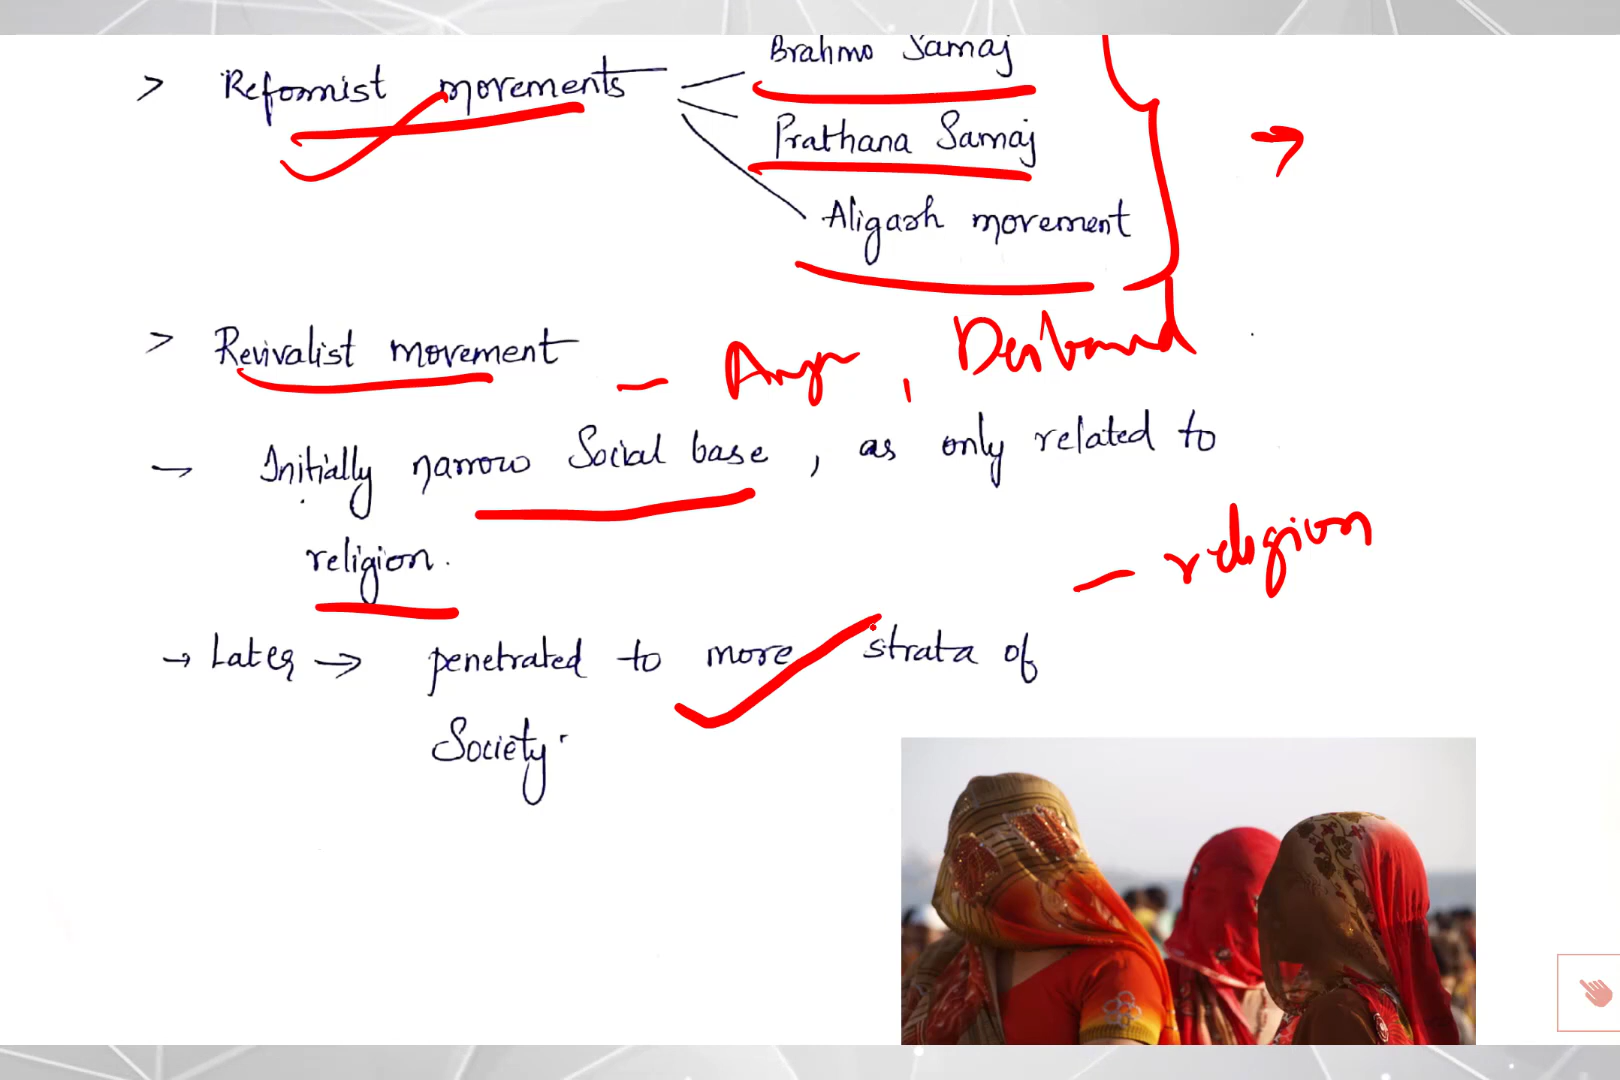 > Reformist movements
Brahmo Samaj
Prathana Samaj
Aligarh movement
> Revivalist movement - Arya, Deoband
- Initially narrow Social base, as only related to
religion.
- religion
→ Later → penetrated to more strata of
Society.